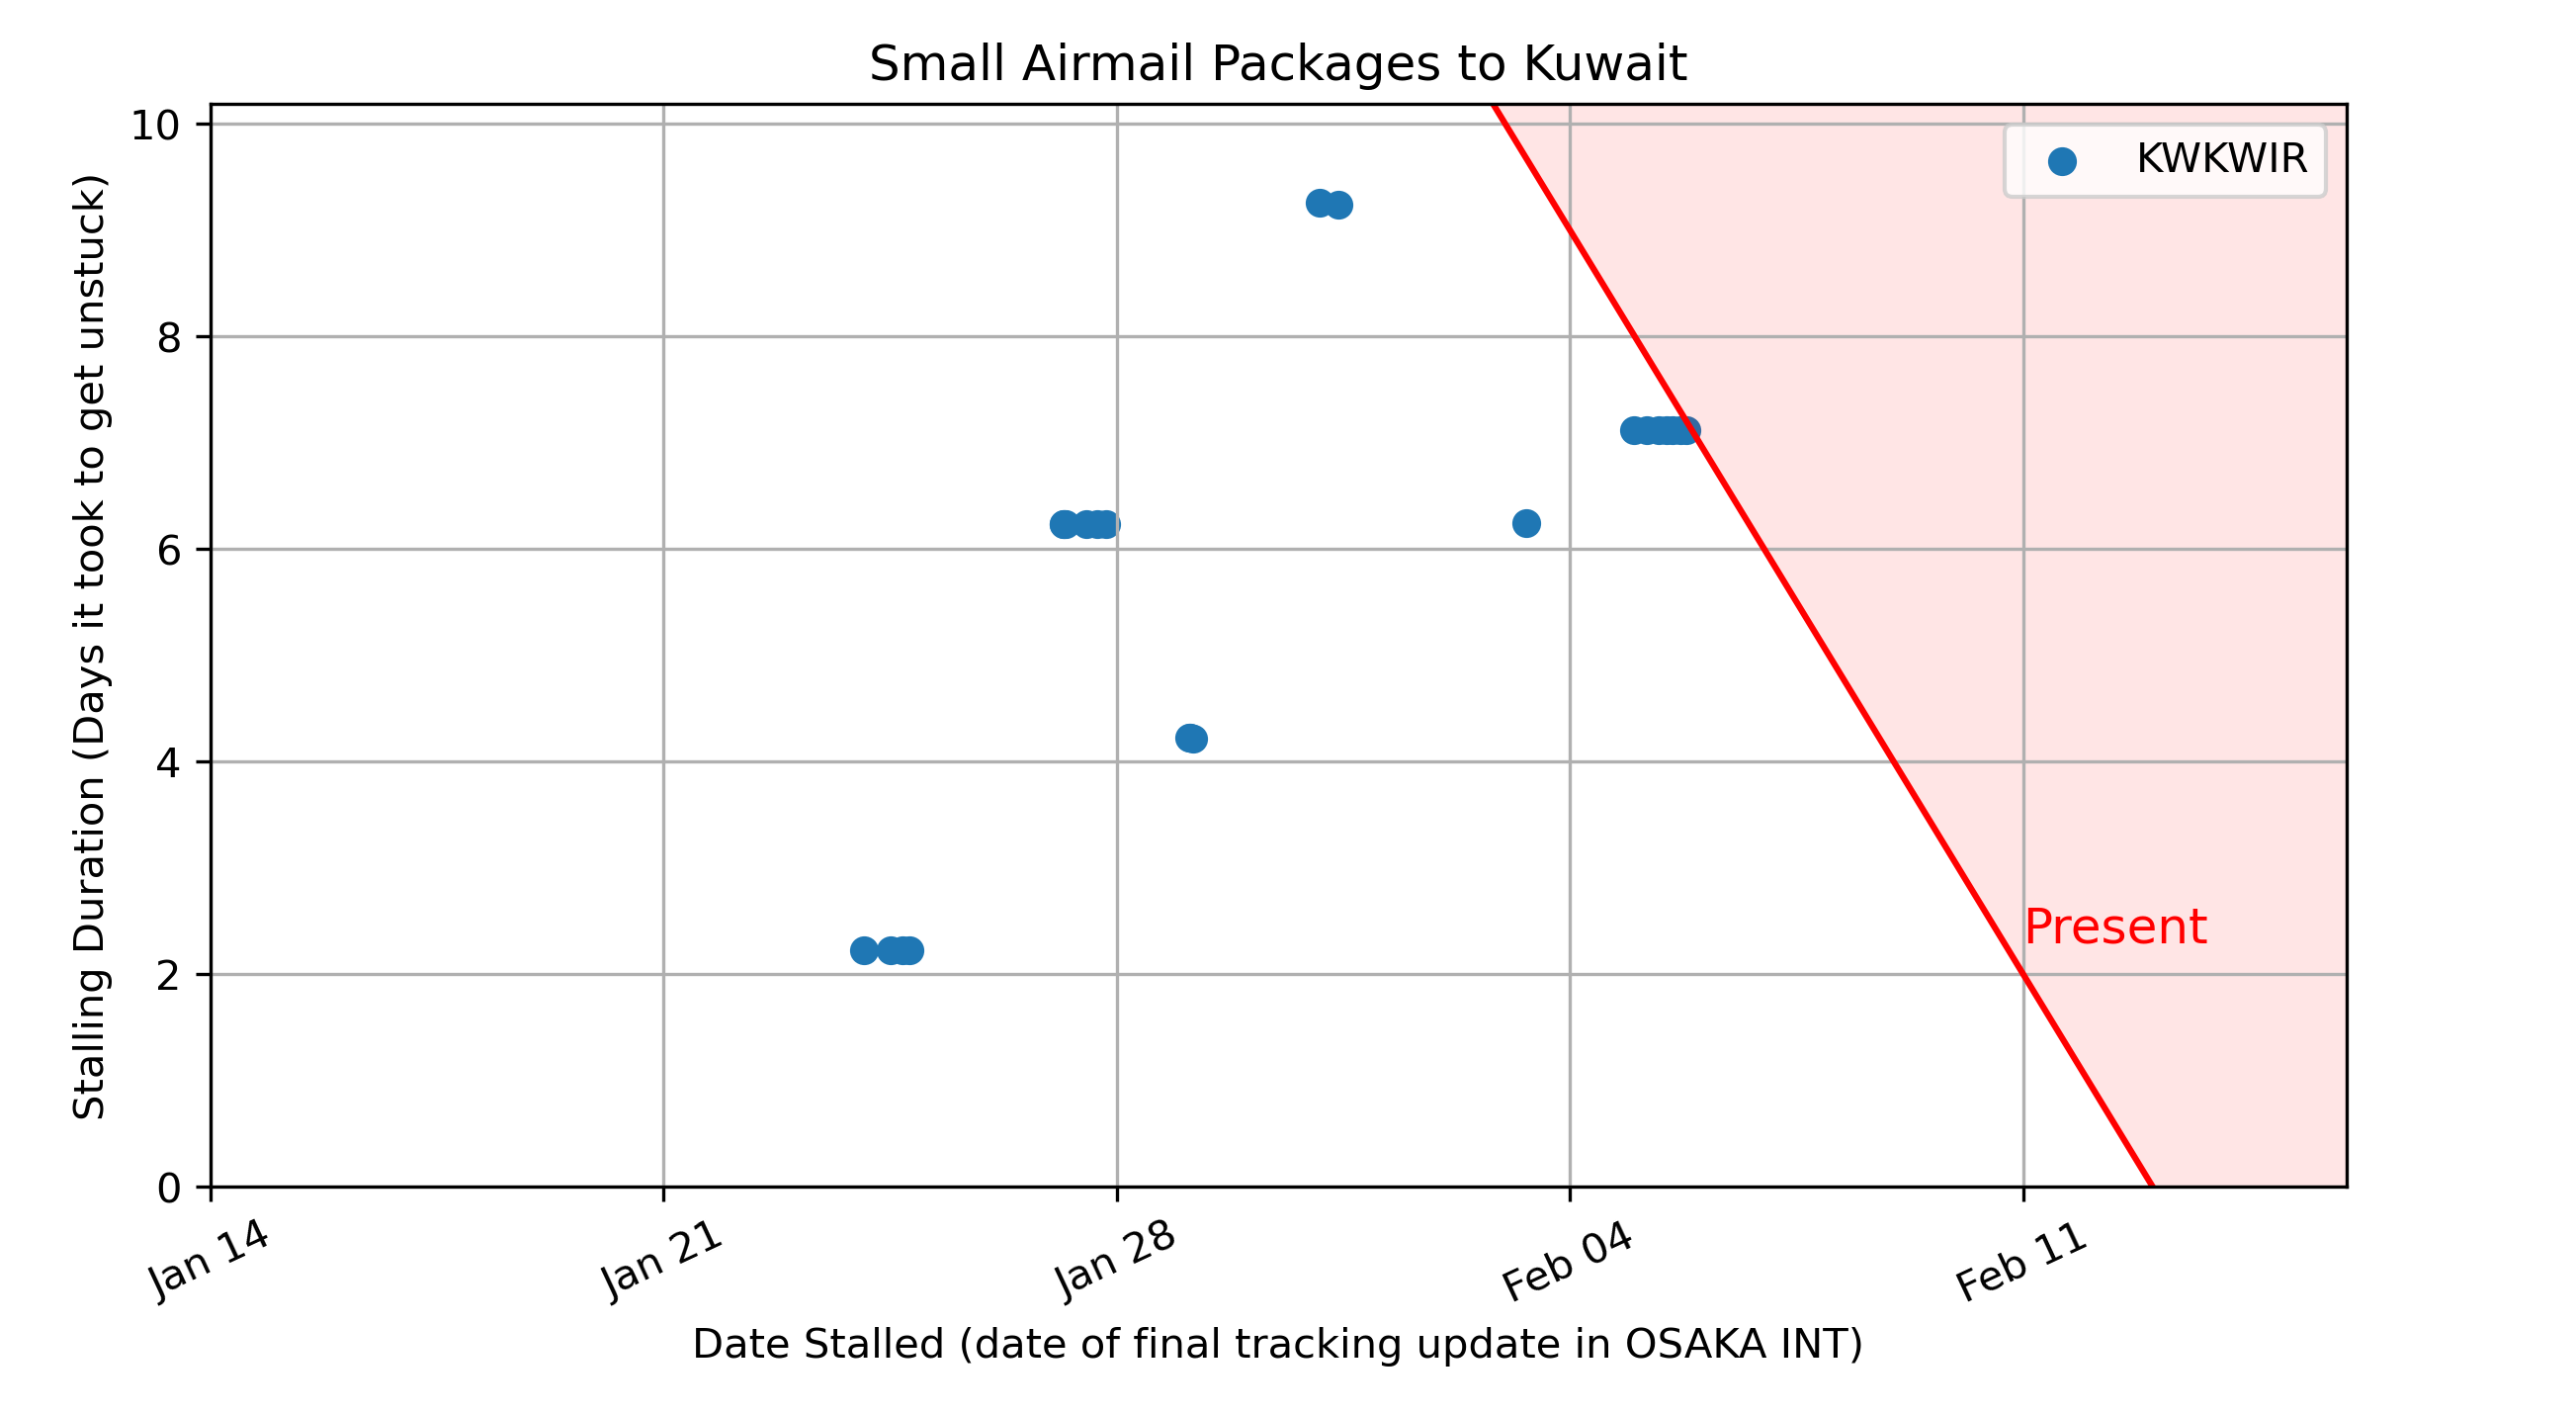 Small Airmail Packages to Kuwait
KWKWIR
Stalling Duration (Days it took to get unstuck)
10
8
6
4
2
0
Present
Jan 14
Jan 21
Jan 28
Feb 04
Feb 11
Date Stalled (date of final tracking update in OSAKA INT)